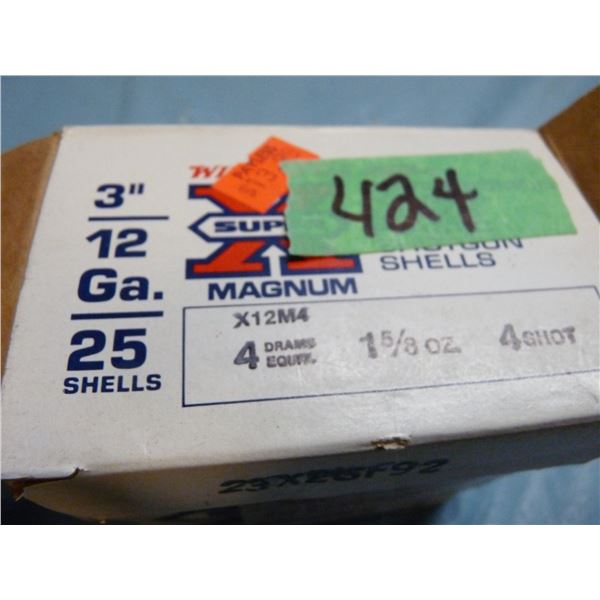 3"
12
Ga.
25
SHELLS
424
SUP
MAGNUM
SHOTGUN
SHELLS
X12M4
4 DRAMS
EQUIV.
1 5/8 OZ.
4 SHOT